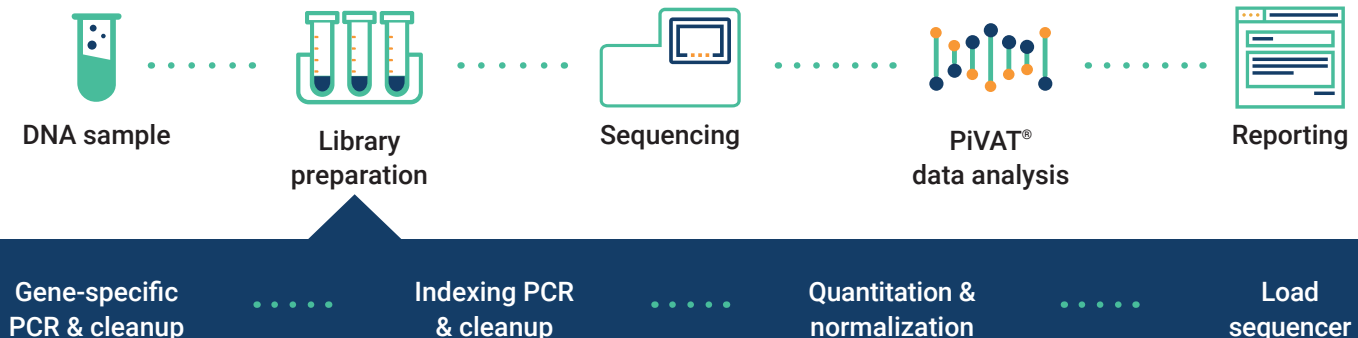 DNA sample
Library
preparation
Sequencing
PiVAT®
data analysis
Reporting
Gene-specific
PCR & cleanup
Indexing PCR
& cleanup
Quantitation &
normalization
Load
sequencer